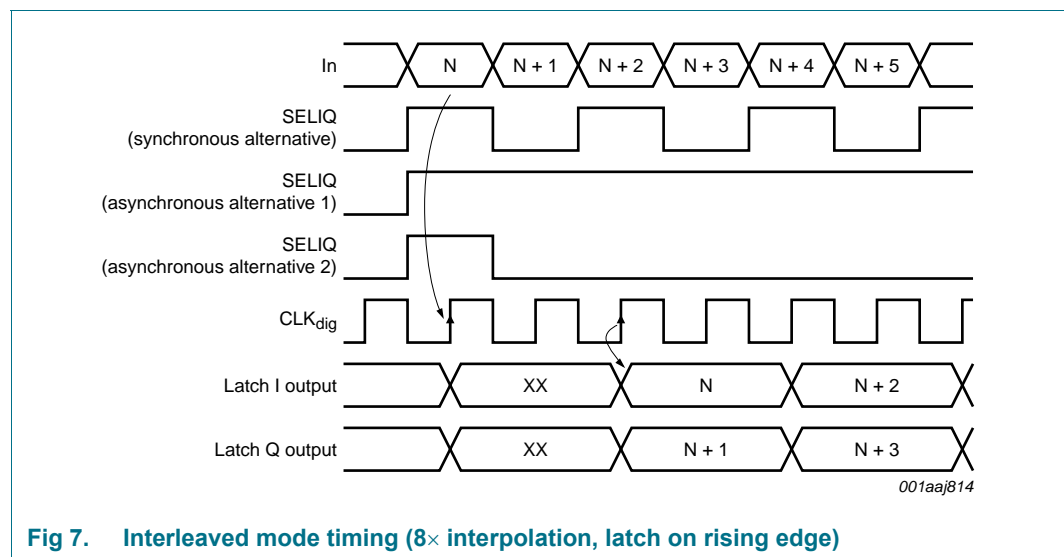 In
N
N + 1
N + 2
N + 3
N + 4
N + 5
SELIQ
(synchronous alternative)
SELIQ
(asynchronous alternative 1)
SELIQ
(asynchronous alternative 2)
CLKdig
Latch I output
XX
N
N + 2
Latch Q output
XX
N + 1
N + 3
001aaj814
Fig 7. Interleaved mode timing (8× interpolation, latch on rising edge)